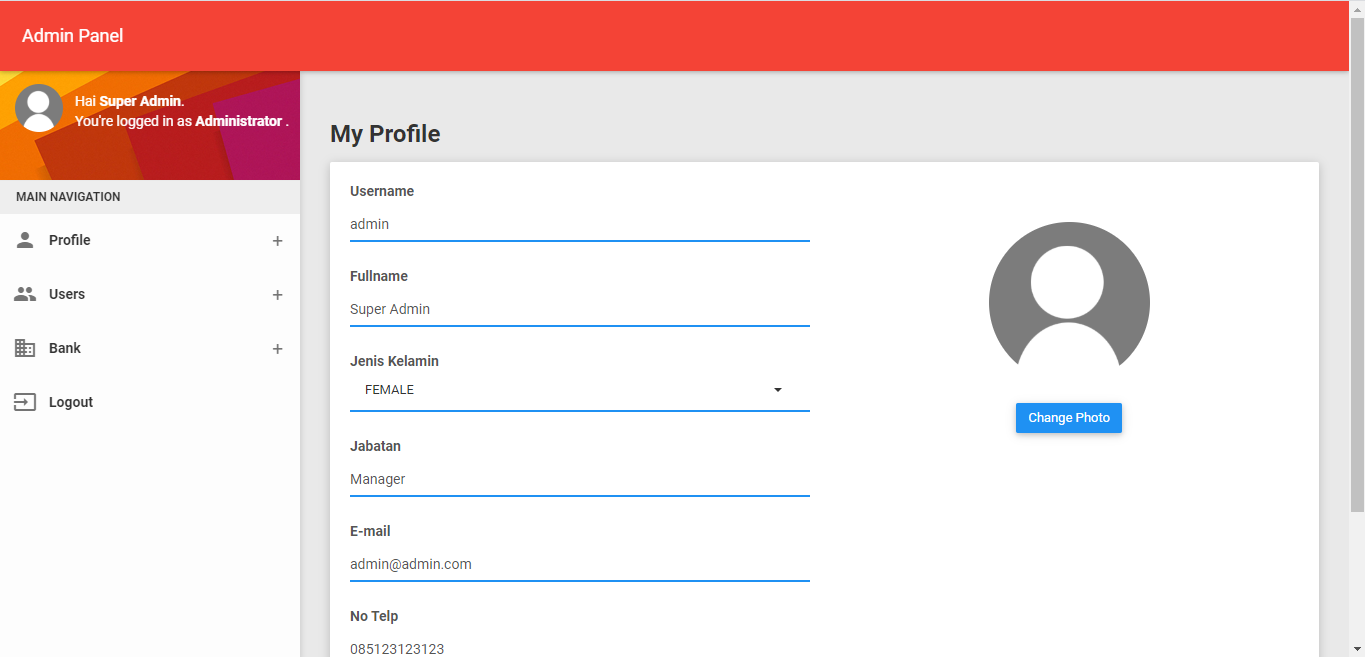 Admin Panel
Hai Super Admin.
You're logged in as Administrator .
MAIN NAVIGATION
Profile +
Users +
Bank +
Logout
My Profile
Username
admin
Fullname
Super Admin
Jenis Kelamin
FEMALE
Jabatan
Manager
E-mail
admin@admin.com
No Telp
085123123123
Change Photo